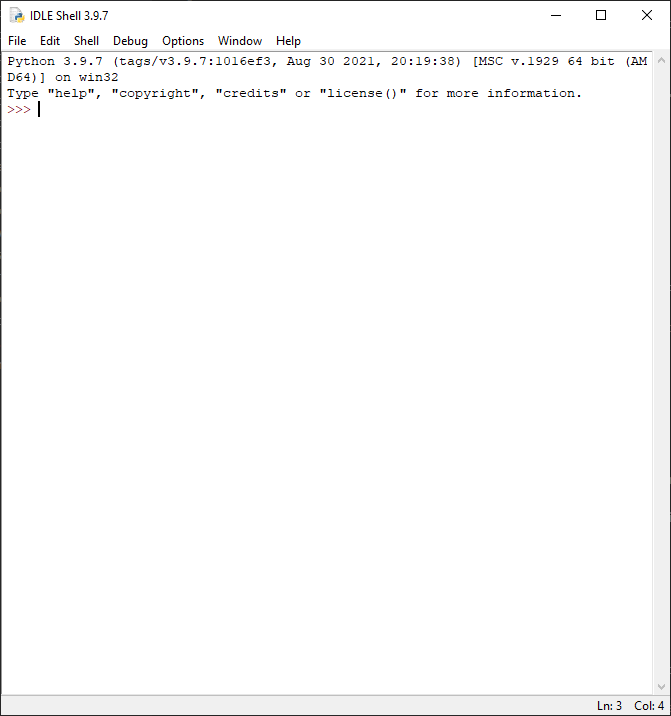 IDLE Shell 3.9.7
File Edit Shell Debug Options Window Help
Python 3.9.7 (tags/v3.9.7:1016ef3, Aug 30 2021, 20:19:38) [MSC v.1929 64 bit (AM
D64)] on win32
Type "help", "copyright", "credits" or "license()" for more information.
>>>
Ln: 3 Col: 4